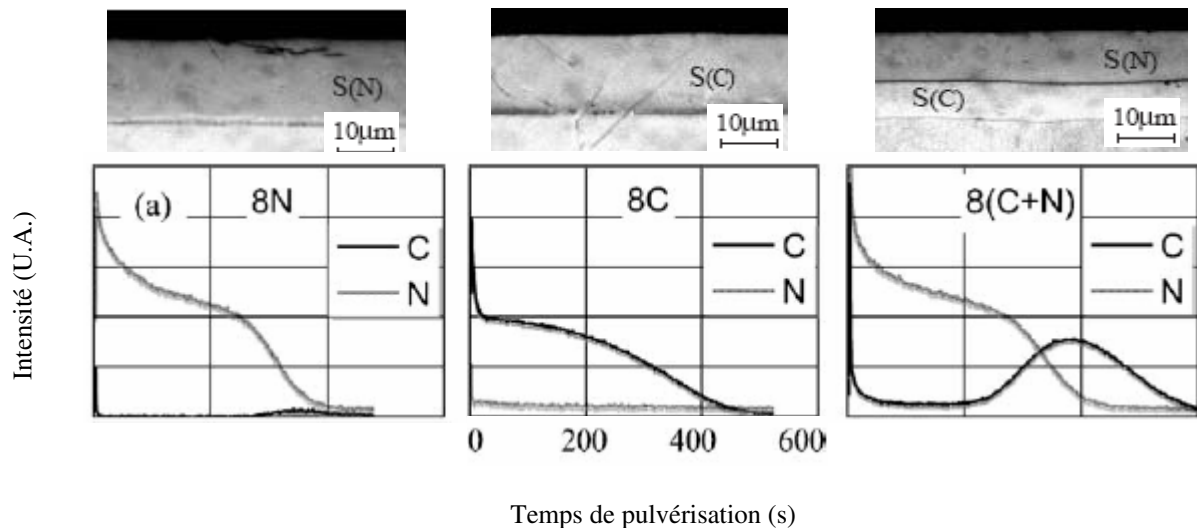 S(N)
10µm
S(C)
10µm
S(N)
S(C)
10µm
Intensité (U.A.)
(a) 8N
C
N
8C
C
N
8(C+N)
C
N
0 200 400 600
Temps de pulvérisation (s)